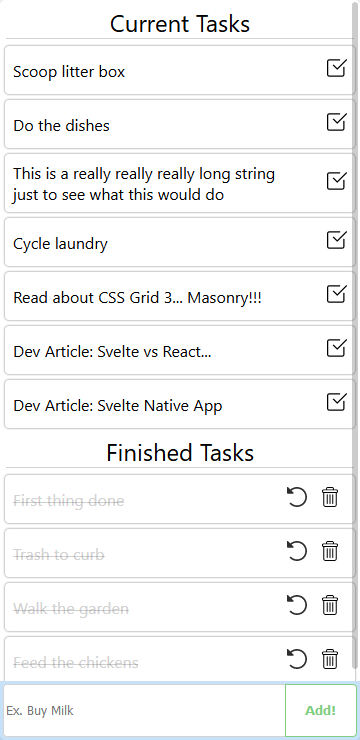 Current Tasks
Scoop litter box
Do the dishes
This is a really really really long string
just to see what this would do
Cycle laundry
Read about CSS Grid 3... Masonry!!!
Dev Article: Svelte vs React...
Dev Article: Svelte Native App
Finished Tasks
First thing done
Trash to curb
Walk the garden
Feed the chickens
Ex. Buy Milk
Add!